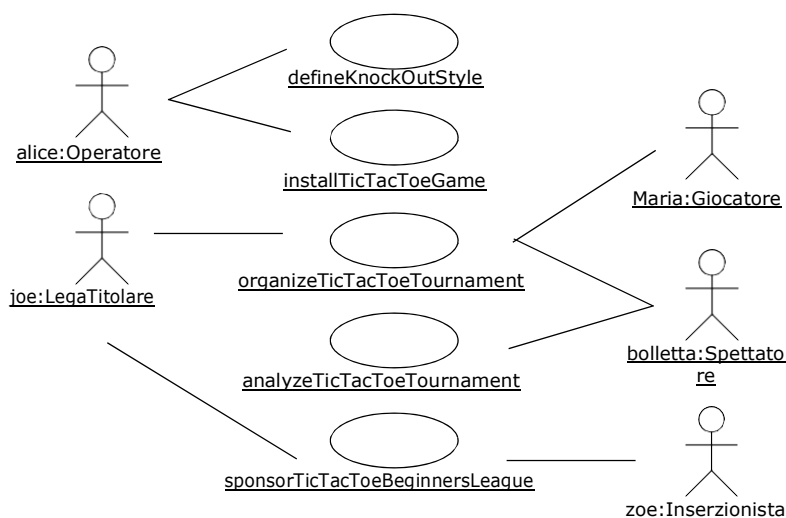 defineKnockOutStyle
alice:Operatore
installTicTacToeGame
Maria:Giocatore
joe:LegaTitolare
organizeTicTacToeTournament
bolletta:Spettato
re
analyzeTicTacToeTournament
sponsorTicTacToeBeginnersLeague
zoe:Inserzionista